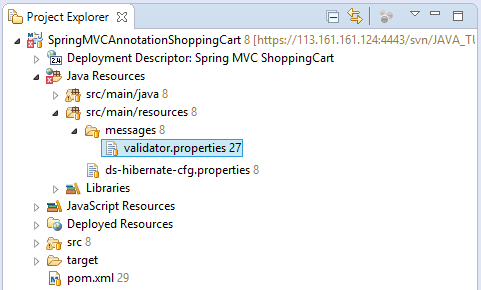 Project Explorer
SpringMVCAnnotationShoppingCart 8 [https://113.161.161.124:4443/svn/JAVA_TU
Deployment Descriptor: Spring MVC ShoppingCart
Java Resources
src/main/java 8
src/main/resources 8
messages 8
validator.properties 27
ds-hibernate-cfg.properties 8
Libraries
JavaScript Resources
Deployed Resources
src 8
target
pom.xml 29